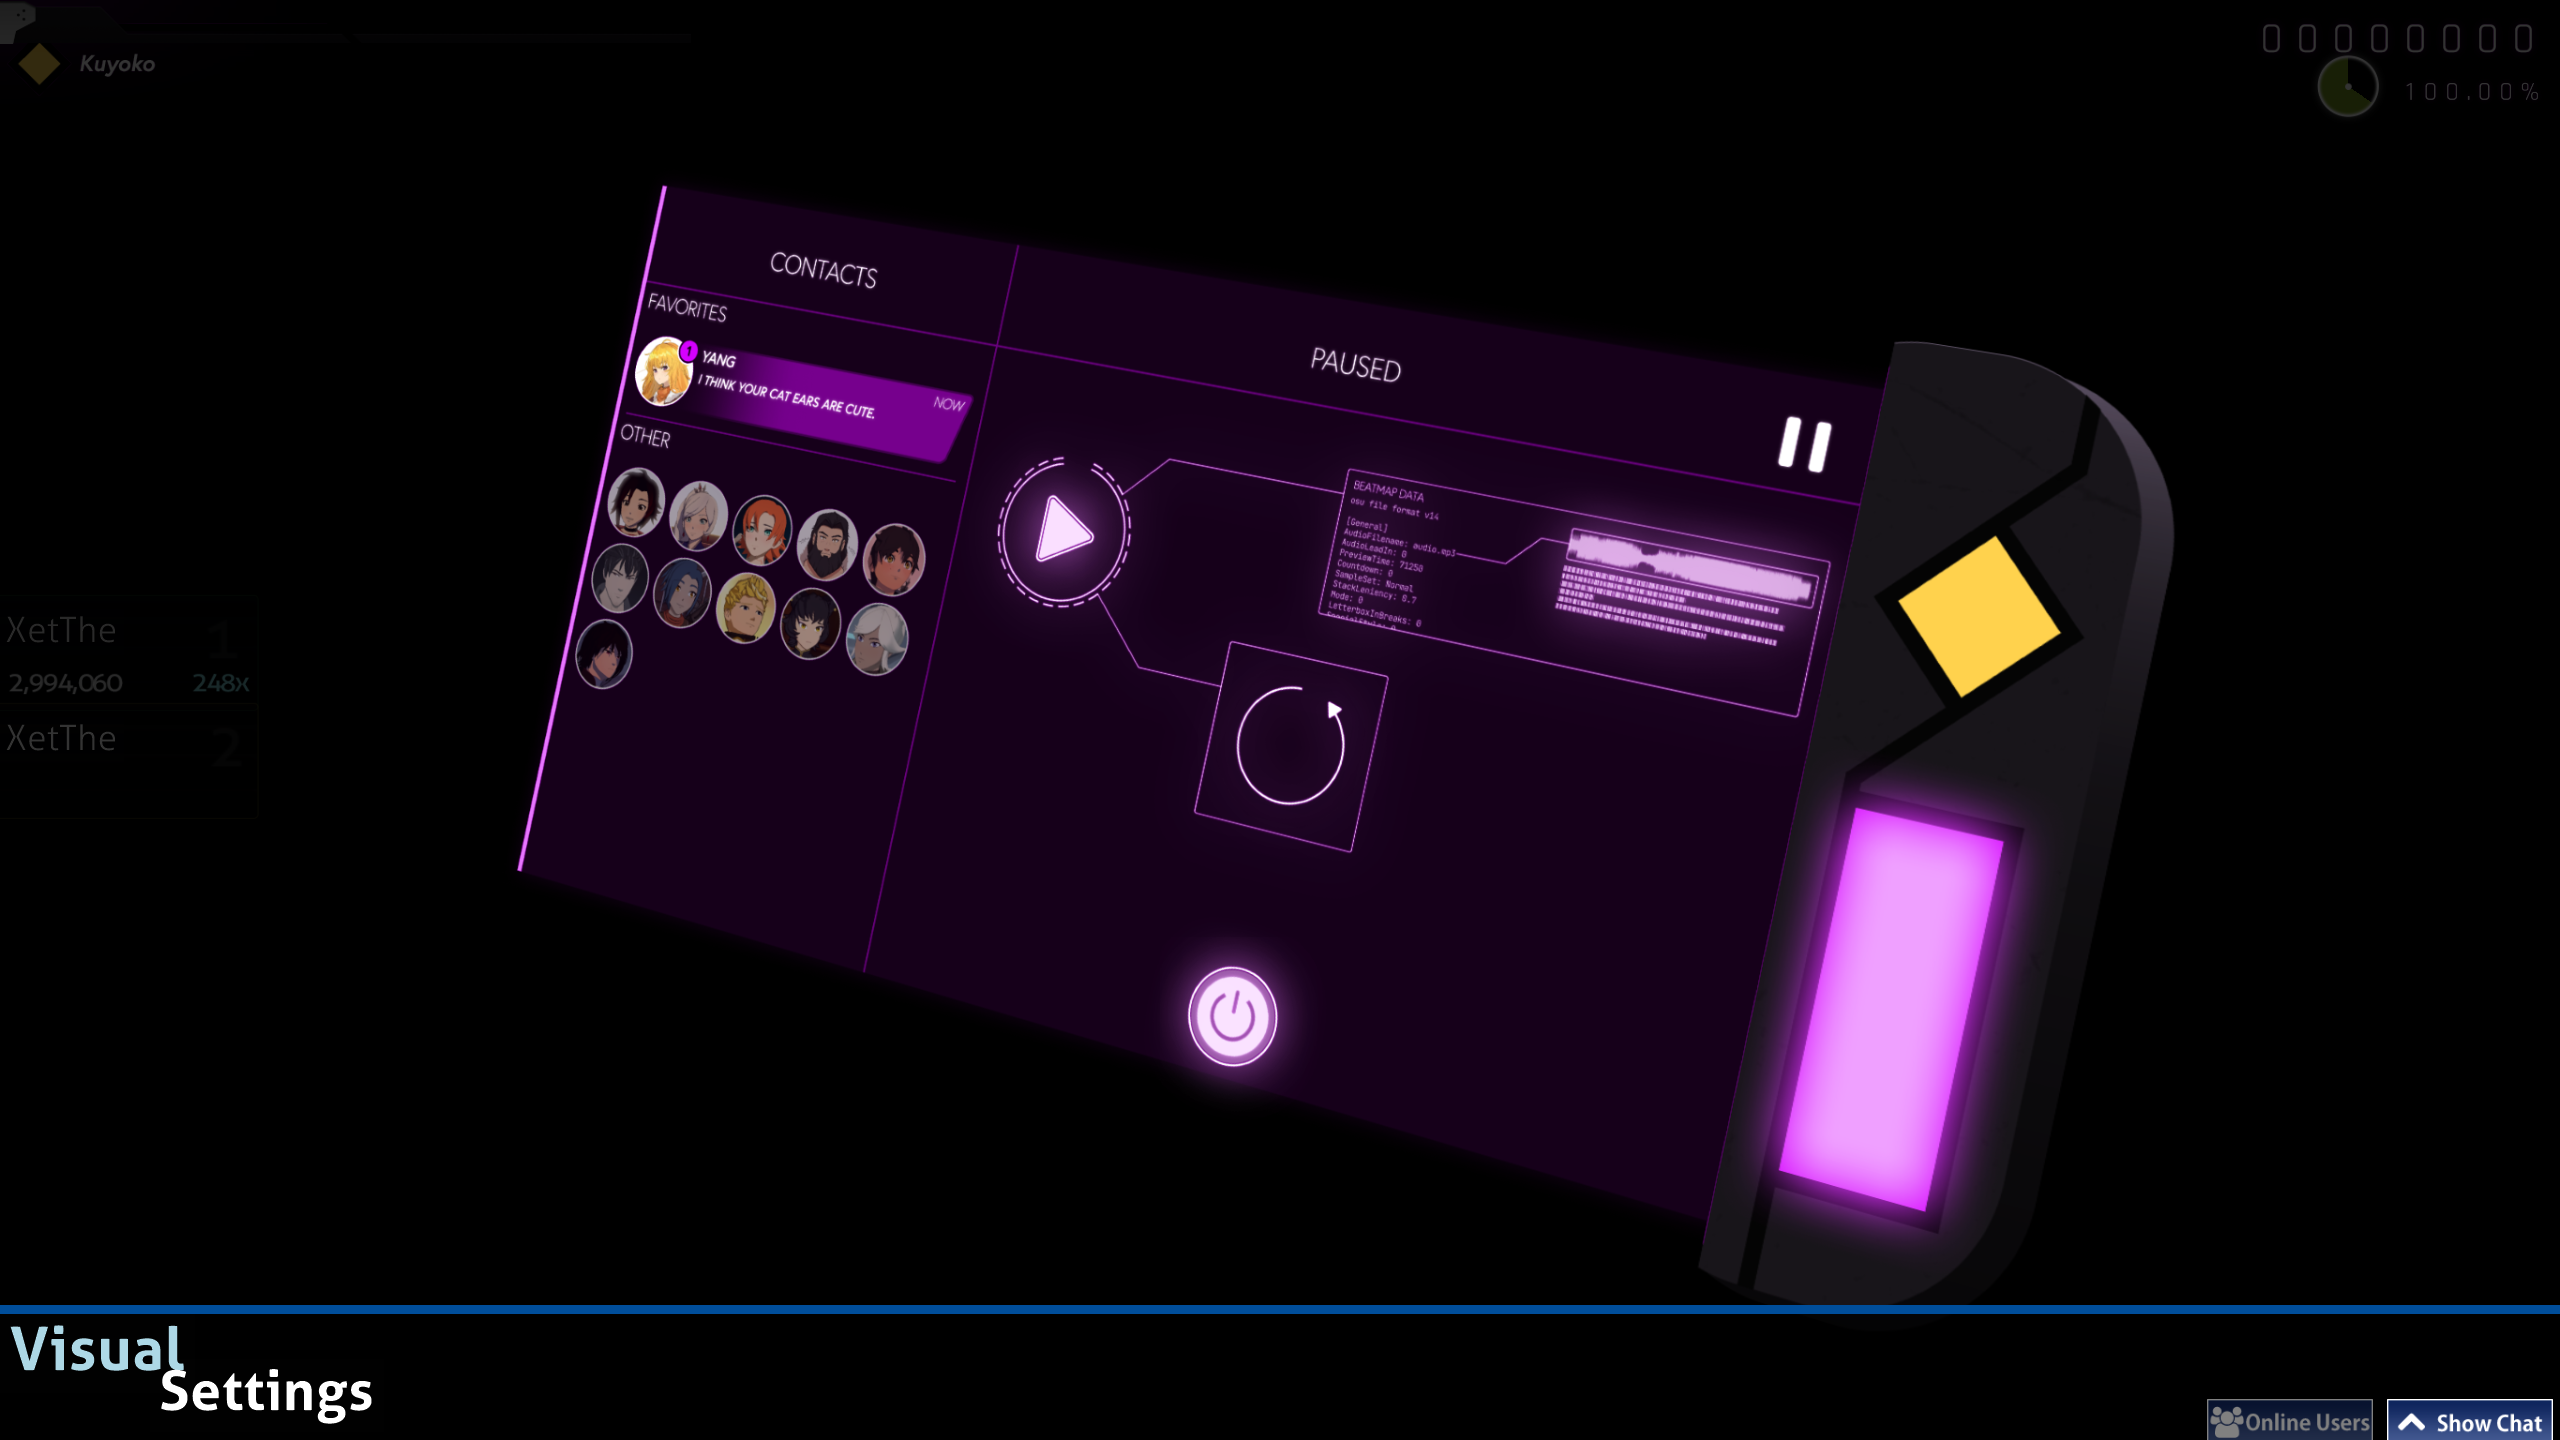 Kuyoko
00000000
100.00%
CONTACTS
FAVORITES
1
YANG
I THINK YOUR CAT EARS ARE CUTE.
NOW
OTHER
PAUSED
BEATMAP DATA
osu file format v14
[General]
AudioFilename: audio.mp3
AudioLeadIn: 0
PreviewTime: 71250
Countdown: 0
SampleSet: Normal
StackLeniency: 0.7
Mode: 0
LetterboxInBreaks: 0
XetThe
1
2,994,060
248x
XetThe
2
Visual
Settings
Online Users
Show Chat